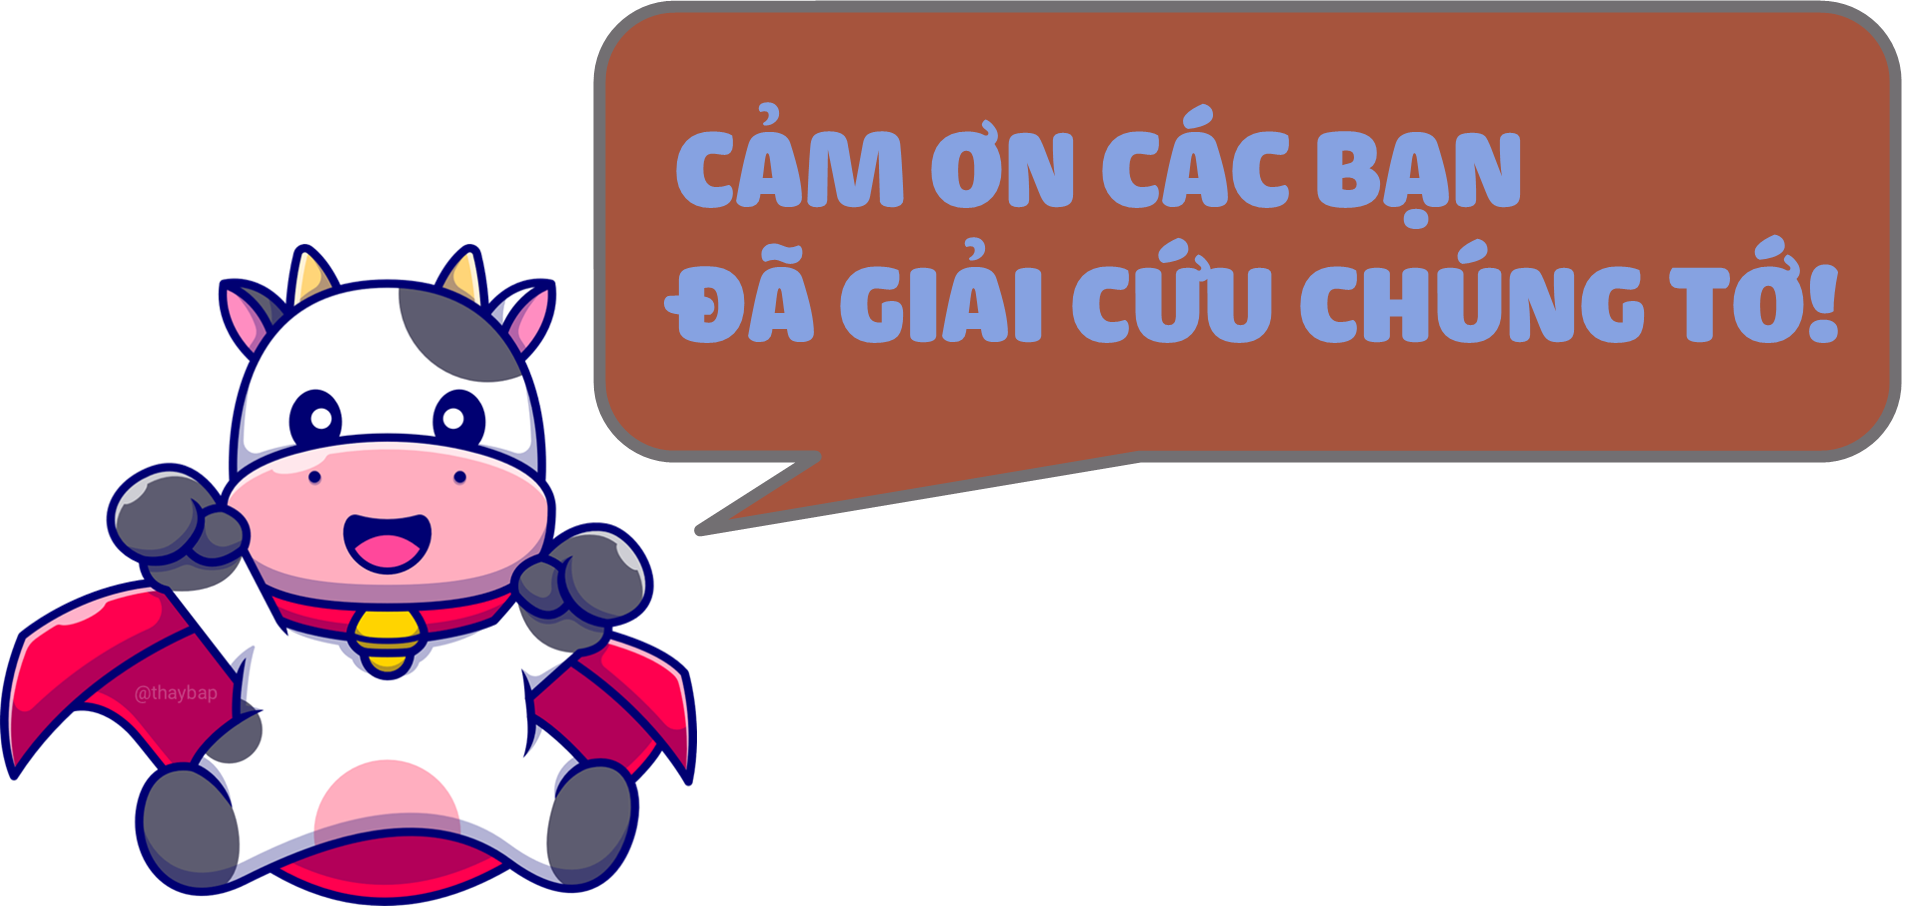 CẢM ƠN CÁC BẠN
ĐÃ GIẢI CỨU CHÚNG TỚ!
@thaybap